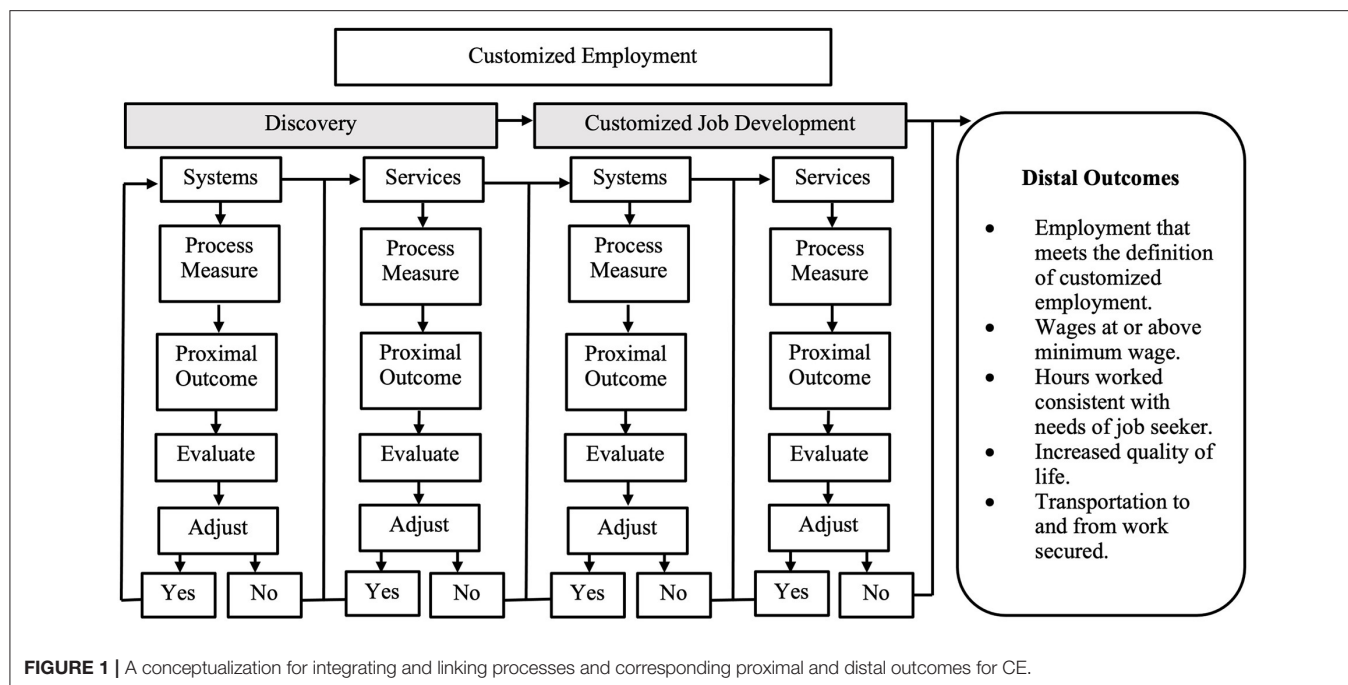 Customized Employment
Discovery
Customized Job Development
Systems
Services
Systems
Services
Process
Measure
Process
Measure
Process
Measure
Process
Measure
Proximal
Outcome
Proximal
Outcome
Proximal
Outcome
Proximal
Outcome
Evaluate
Evaluate
Evaluate
Evaluate
Adjust
Adjust
Adjust
Adjust
Yes
No
Yes
No
Yes
No
Yes
No
Distal Outcomes
• Employment that
meets the definition
of customized
employment.
• Wages at or above
minimum wage.
• Hours worked
consistent with
needs of job seeker.
• Increased quality of
life.
• Transportation to
and from work
secured.
FIGURE 1 | A conceptualization for integrating and linking processes and corresponding proximal and distal outcomes for CE.